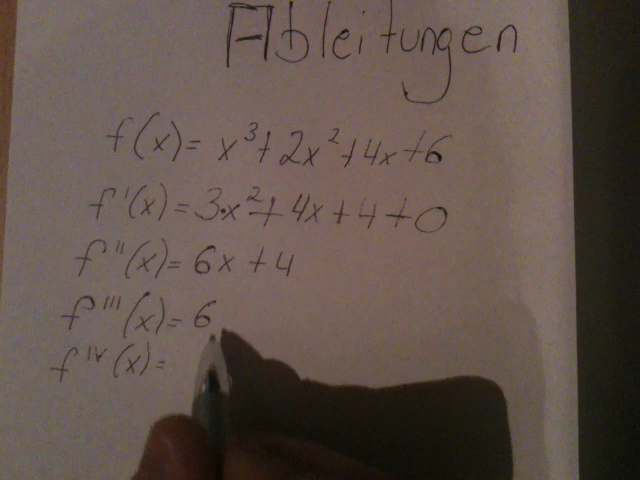 Ableitungen
f(x)= x³+2x²+4x+6
f'(x)=3·x²+4x+4+0
f''(x)=6x+4
f'''(x)=6
f^IV(x)=